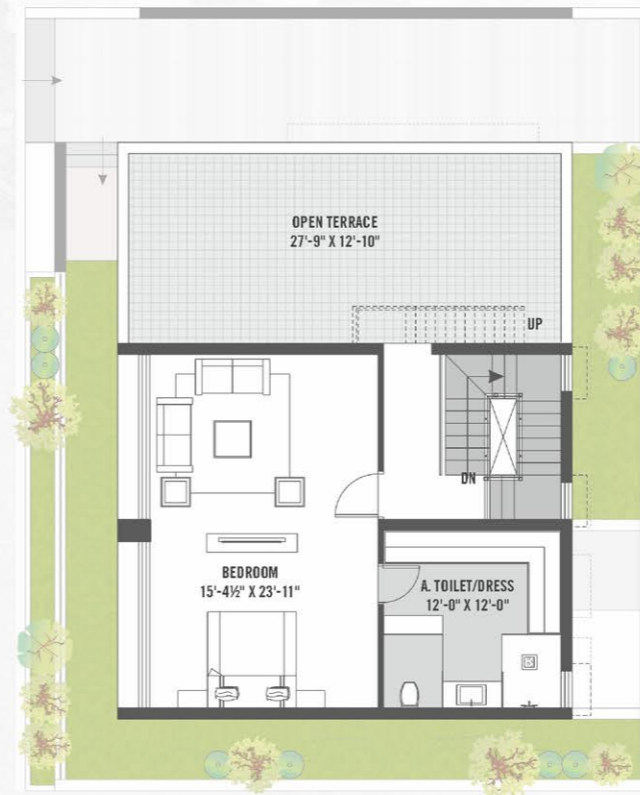 OPEN TERRACE
27'-9" X 12'-10"
UP
DN
BEDROOM
15'-4½" X 23'-11"
A. TOILET/DRESS
12'-0" X 12'-0"